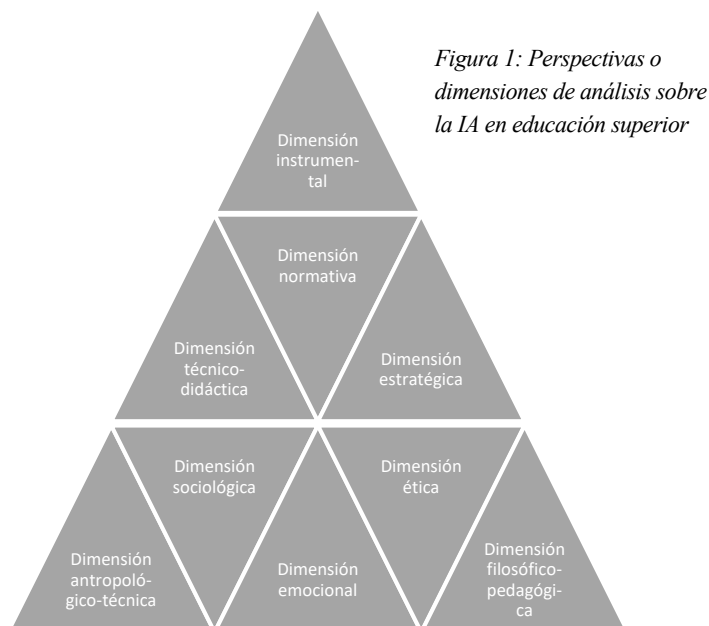 Figura 1: Perspectivas o
dimensiones de análisis sobre
la IA en educación superior
Dimensión
instrumen-
tal
Dimensión
normativa
Dimensión
técnico-
didáctica
Dimensión
estratégica
Dimensión
sociológica
Dimensión
ética
Dimensión
antropoló-
gico-técnica
Dimensión
emocional
Dimensión
filosófico-
pedagógi-
ca